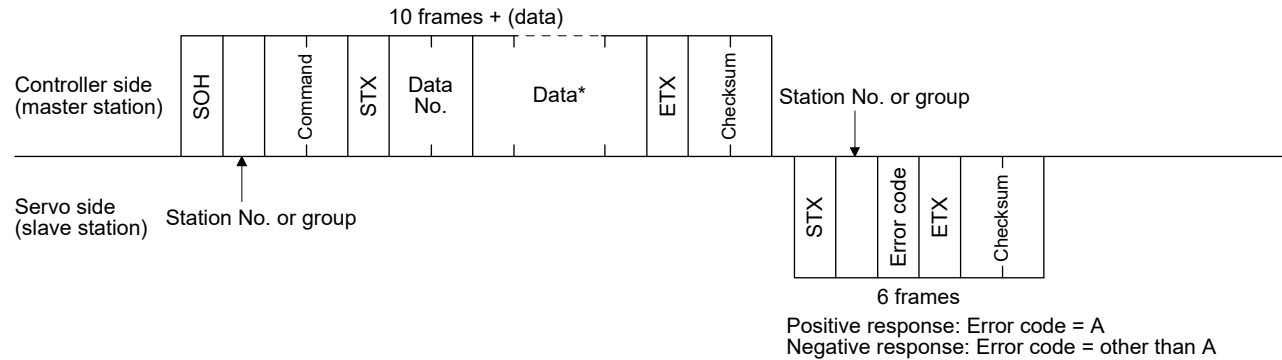 10 frames + (data)
Controller side
(master station)
SOH
Command
STX
Data
No.
Data*
ETX
Checksum
Station No. or group
Servo side
(slave station)
Station No. or group
STX
Error code
ETX
Checksum
6 frames
Positive response: Error code = A
Negative response: Error code = other than A